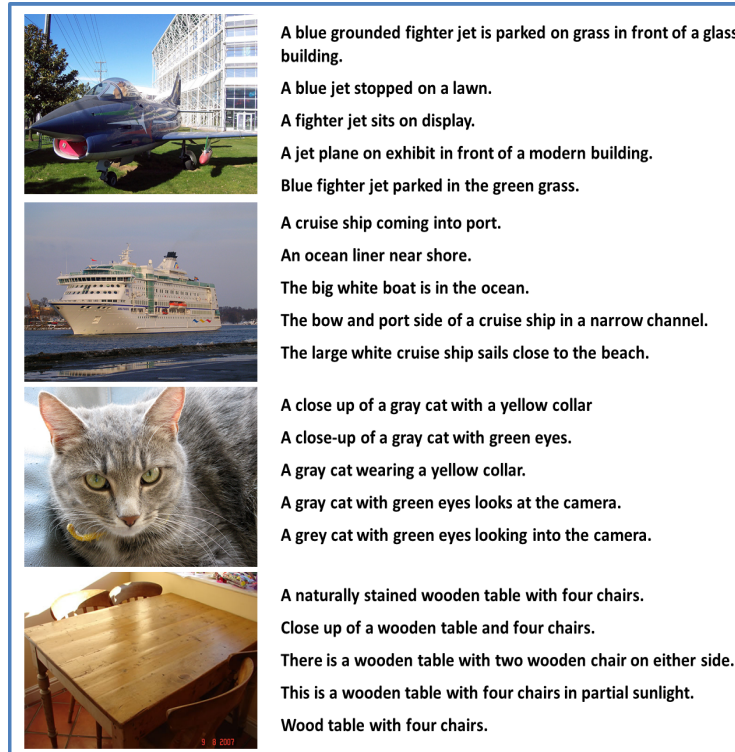 A blue grounded fighter jet is parked on grass in front of a glass
building.
A blue jet stopped on a lawn.
A fighter jet sits on display.
A jet plane on exhibit in front of a modern building.
Blue fighter jet parked in the green grass.
A cruise ship coming into port.
An ocean liner near shore.
The big white boat is in the ocean.
The bow and port side of a cruise ship in a narrow channel.
The large white cruise ship sails close to the beach.
A close up of a gray cat with a yellow collar
A close-up of a gray cat with green eyes.
A gray cat wearing a yellow collar.
A gray cat with green eyes looks at the camera.
A grey cat with green eyes looking into the camera.
A naturally stained wooden table with four chairs.
Close up of a wooden table and four chairs.
There is a wooden table with two wooden chair on either side.
This is a wooden table with four chairs in partial sunlight.
Wood table with four chairs.
9 8 2007